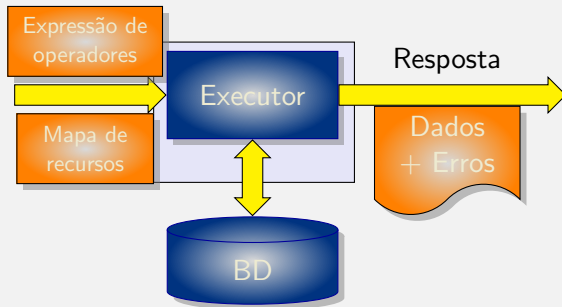 Expressão de
operadores
Executor
Resposta
Mapa de
recursos
Dados
+ Erros
BD